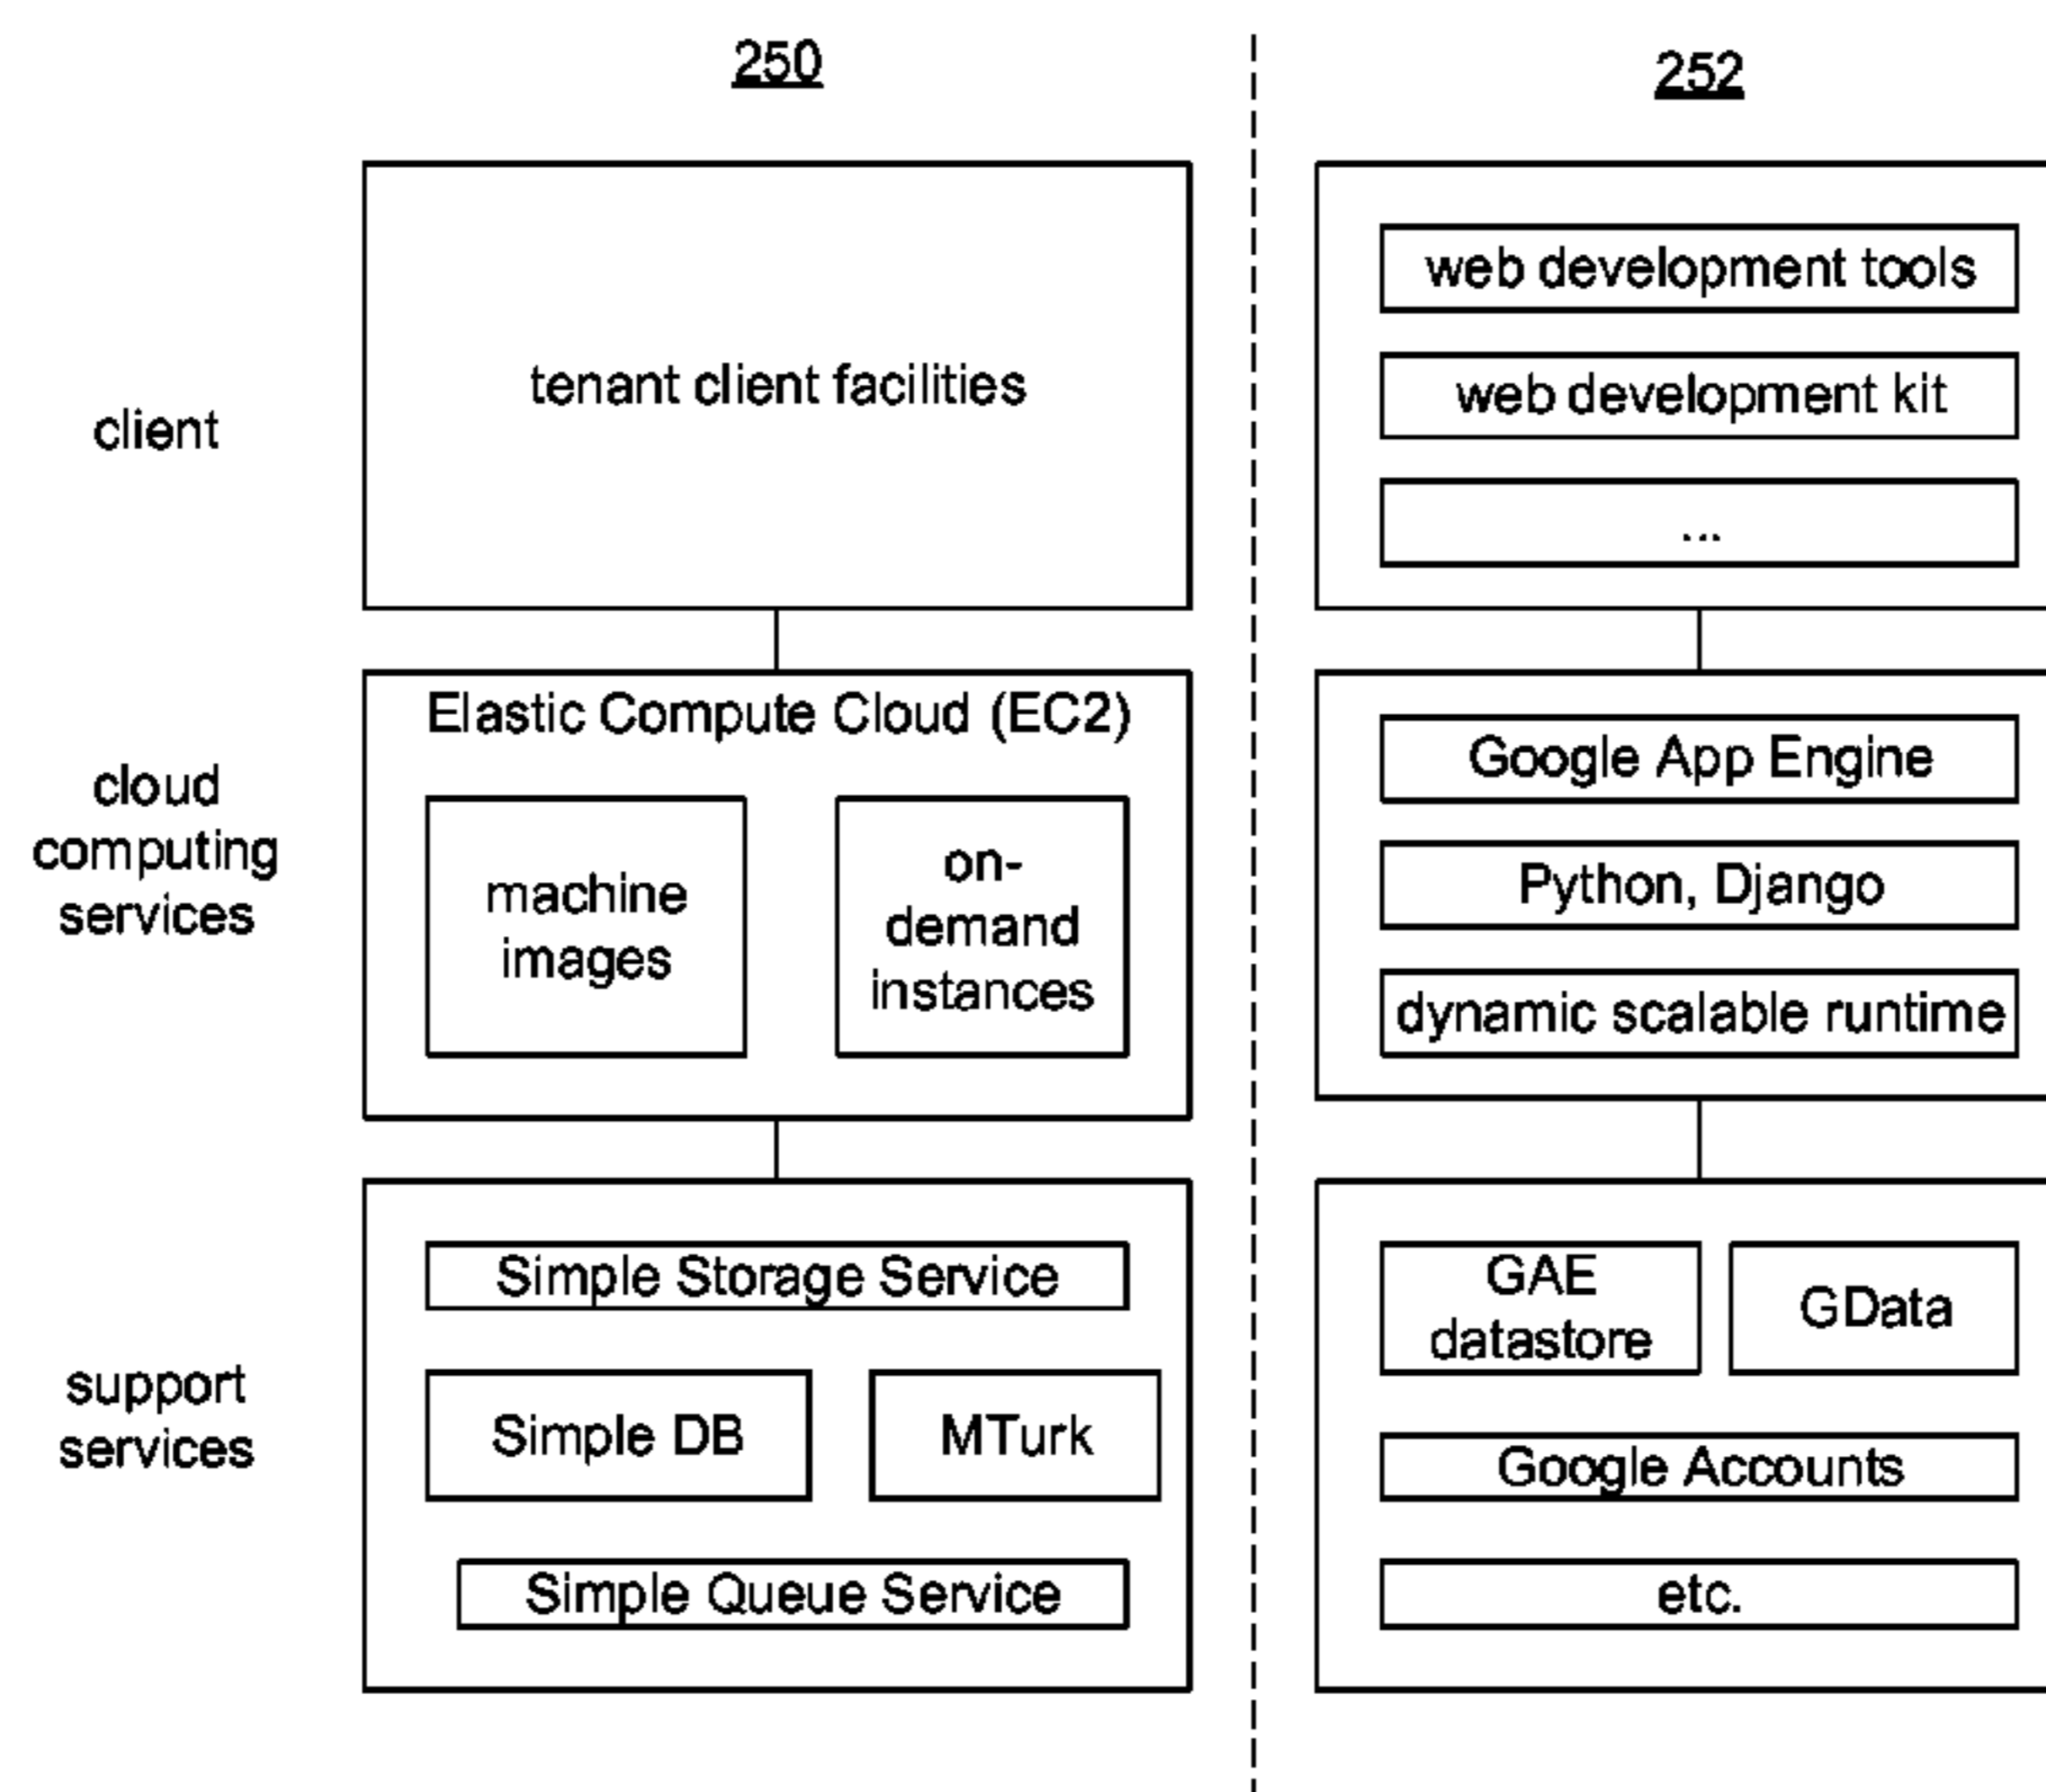 250
252
client
tenant client facilities
web development tools
web development kit
...
cloud
computing
services
Elastic Compute Cloud (EC2)
machine
images
on-
demand
instances
Google App Engine
Python, Django
dynamic scalable runtime
support
services
Simple Storage Service
Simple DB
MTurk
Simple Queue Service
GAE
datastore
GData
Google Accounts
etc.